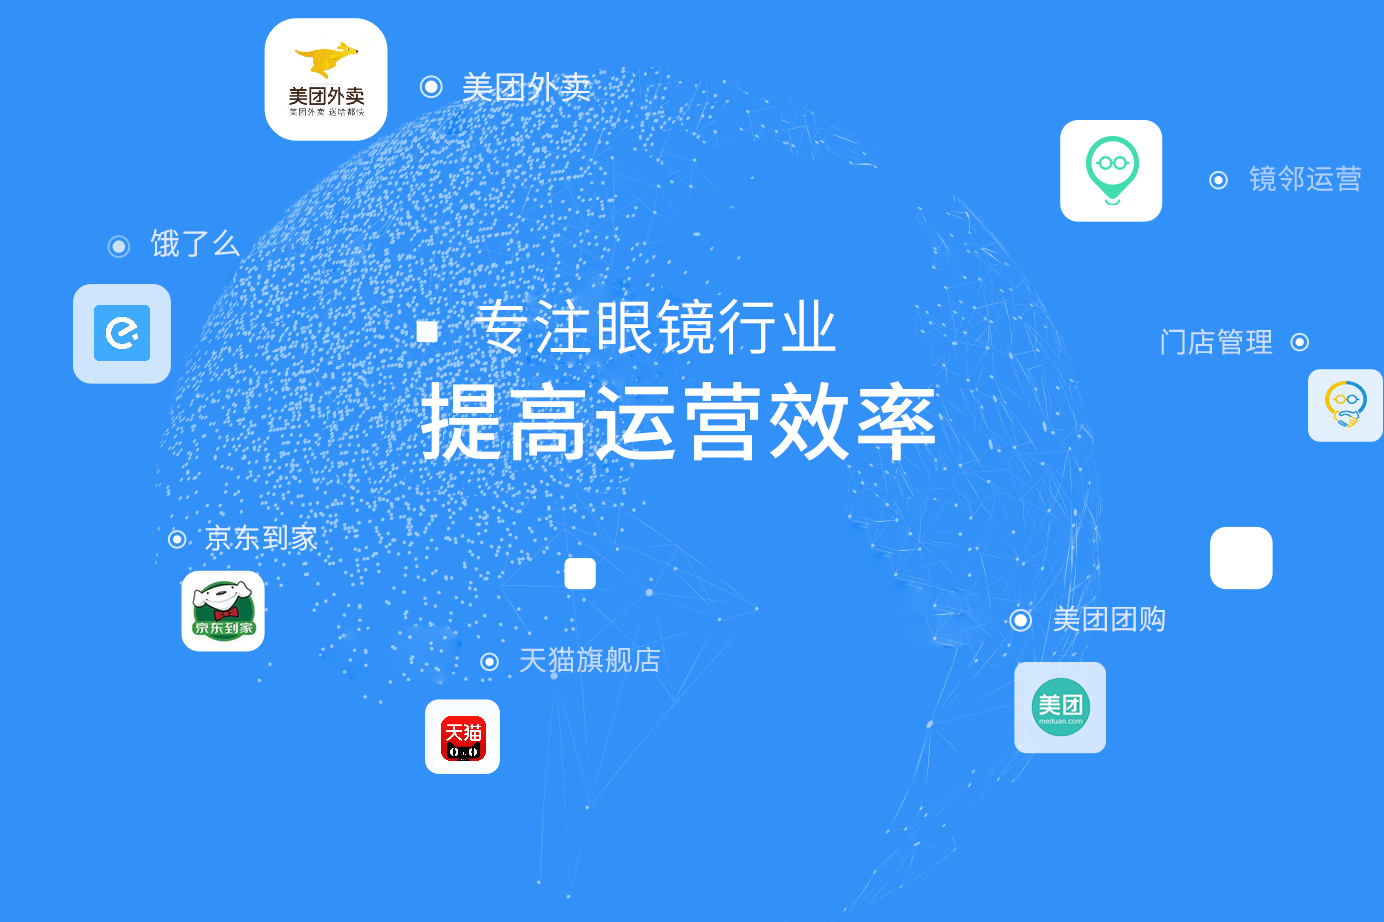 美团外卖
美团外卖 送啥都快
美团外卖
镜邻运营
饿了么
专注眼镜行业
门店管理
提高运营效率
京东到家
京东到家
美团团购
天猫旗舰店
美团
meituan.com
天猫